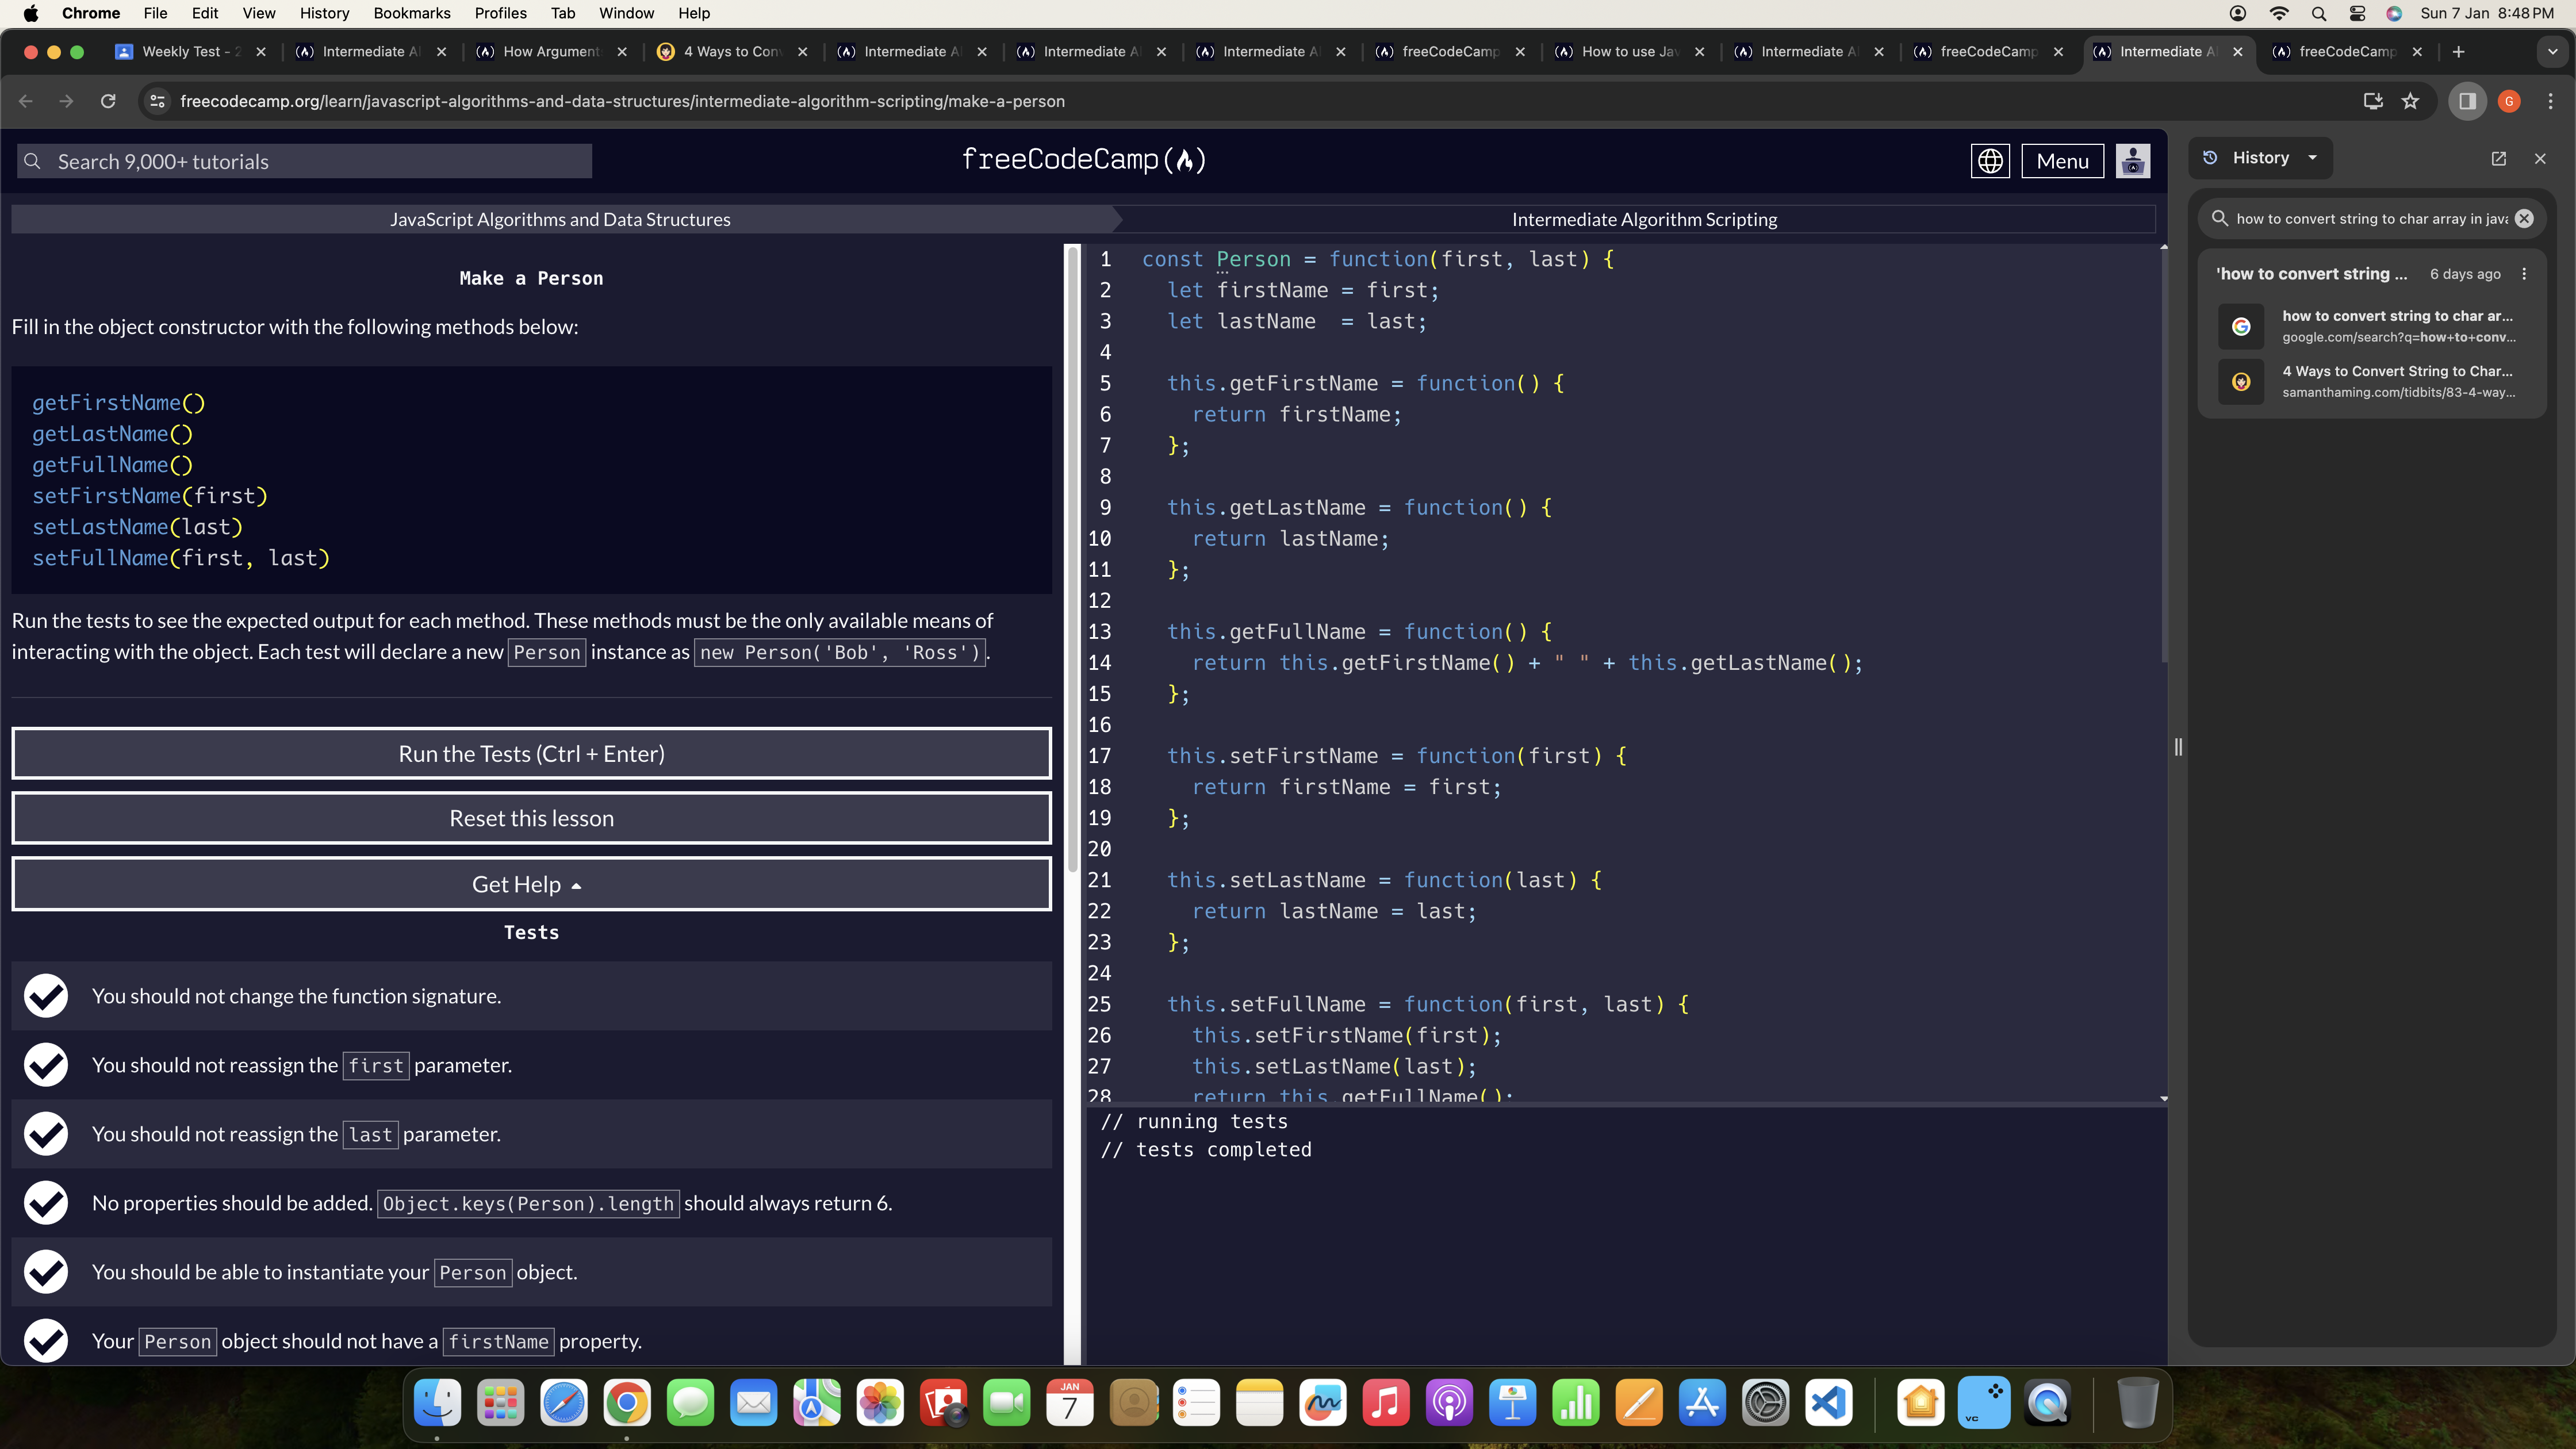 Chrome File Edit View History Bookmarks Profiles Tab Window Help Sun 7 Jan 8:48 PM
Weekly Test - 2 Intermediate Al How Argument 4 Ways to Con Intermediate Al Intermediate Al Intermediate Al freeCodeCamp How to use Jav Intermediate Al freeCodeCamp Intermediate Al freeCodeCamp
freecodecamp.org/learn/javascript-algorithms-and-data-structures/intermediate-algorithm-scripting/make-a-person G
Search 9,000+ tutorials
freeCodeCamp
Menu
JavaScript Algorithms and Data Structures
Intermediate Algorithm Scripting
Make a Person
Fill in the object constructor with the following methods below:
getFirstName()
getLastName()
getFullName()
setFirstName(first)
setLastName(last)
setFullName(first, last)
Run the tests to see the expected output for each method. These methods must be the only available means of
interacting with the object. Each test will declare a new Person instance as new Person('Bob', 'Ross').
Run the Tests (Ctrl + Enter)
Reset this lesson
Get Help
Tests
You should not change the function signature.
You should not reassign the first parameter.
You should not reassign the last parameter.
No properties should be added. Object.keys(Person).length should always return 6.
You should be able to instantiate your Person object.
Your Person object should not have a firstName property.
1 const Person = function(first, last) {
2 let firstName = first;
3 let lastName  = last;
4
5 this.getFirstName = function() {
6 return firstName;
7 };
8
9 this.getLastName = function() {
10 return lastName;
11 };
12
13 this.getFullName = function() {
14 return this.getFirstName() + " " + this.getLastName();
15 };
16
17 this.setFirstName = function(first) {
18 return firstName = first;
19 };
20
21 this.setLastName = function(last) {
22 return lastName = last;
23 };
24
25 this.setFullName = function(first, last) {
26 this.setFirstName(first);
27 this.setLastName(last);
28 return this.getFullName();
// running tests
// tests completed
History
how to convert string to char array in java
'how to convert string ... 6 days ago
how to convert string to char ar...
google.com/search?q=how+to+conv...
4 Ways to Convert String to Char...
samanthaming.com/tidbits/83-4-way...
JAN
7
vc